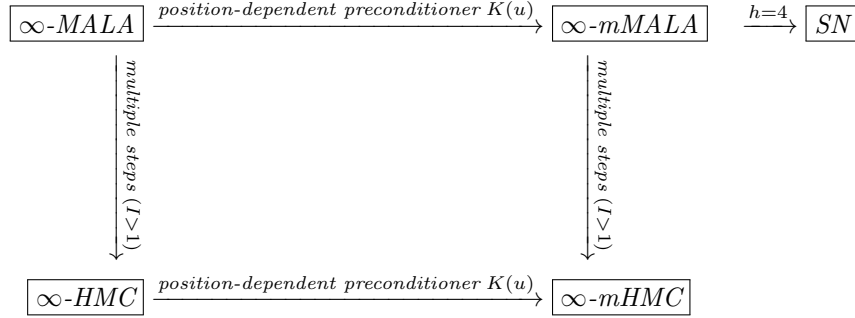 ∞-MALA position-dependent preconditioner K(u) ∞-mMALA h=4 SN
multiple steps (I>1) multiple steps (I>1)
∞-HMC position-dependent preconditioner K(u) ∞-mHMC